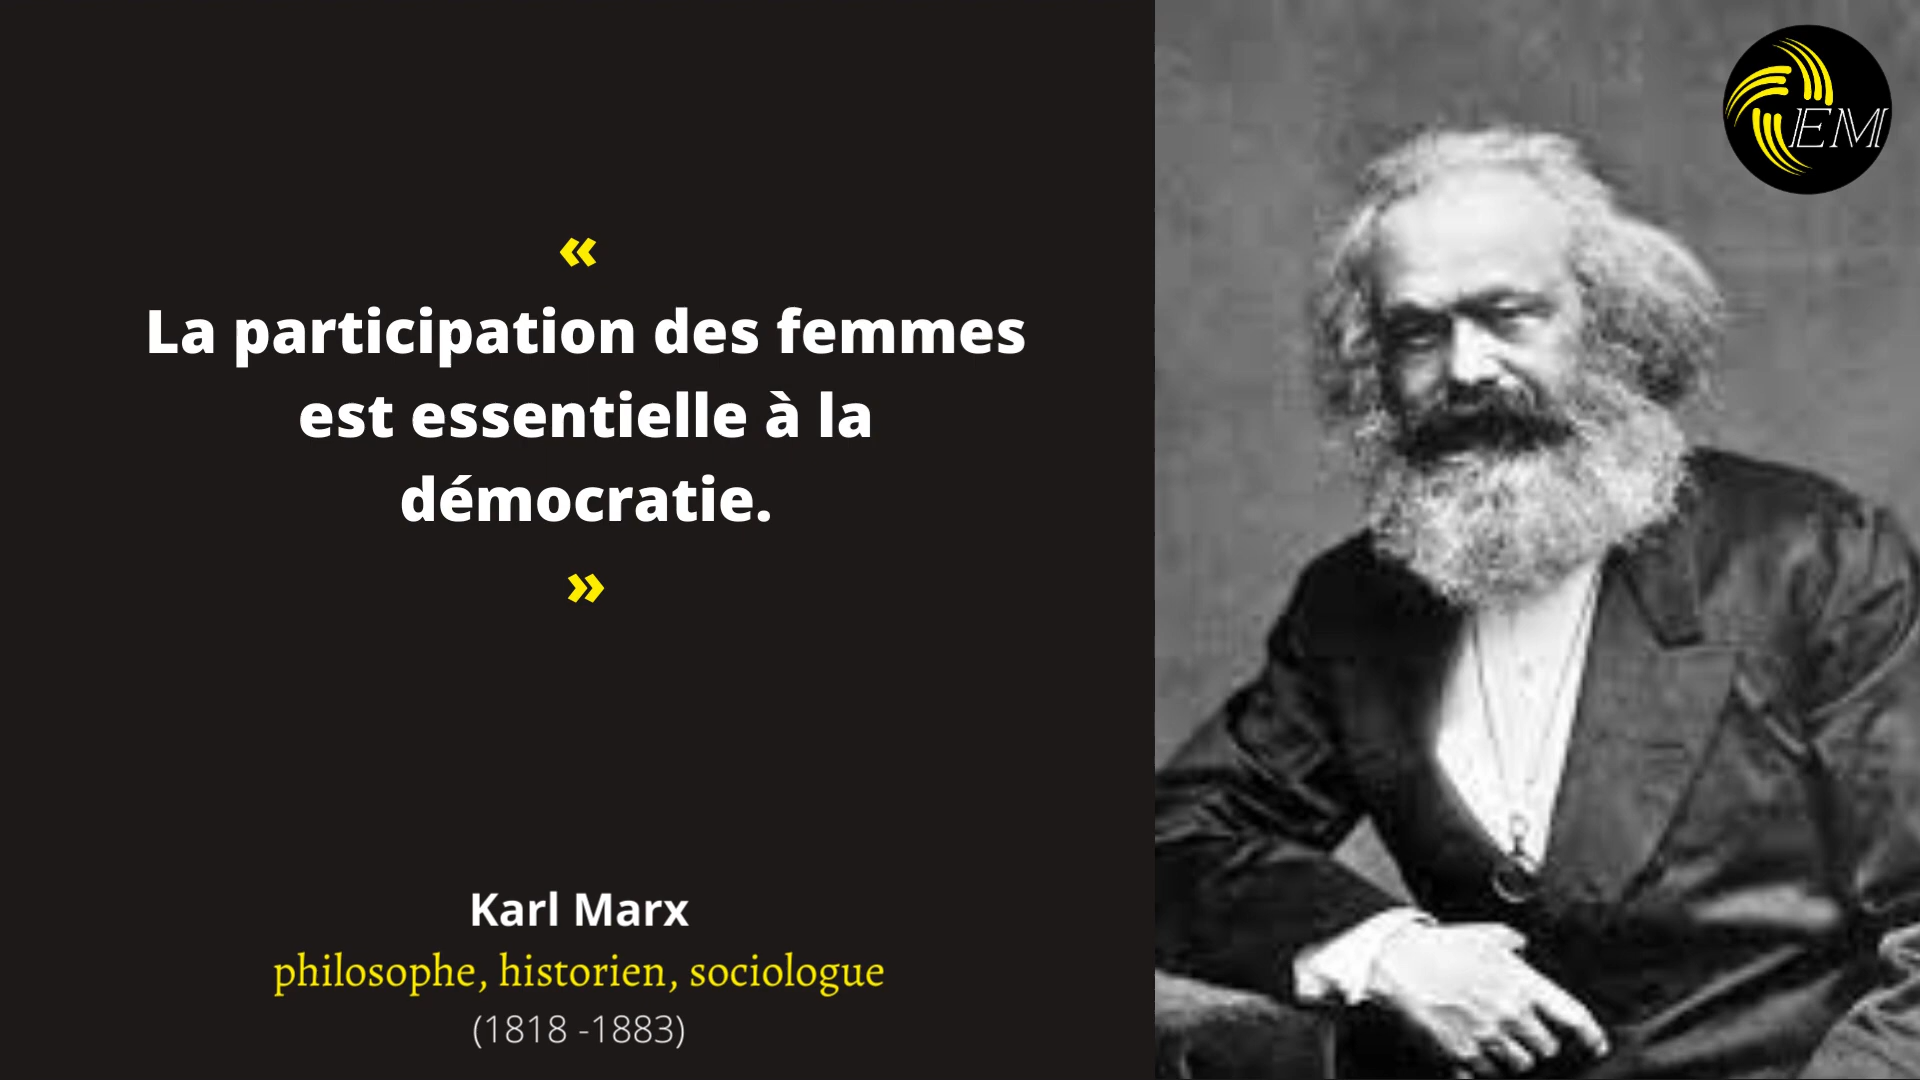 EM
«
La participation des femmes
est essentielle à la
démocratie.
»
Karl Marx
philosophe, historien, sociologue
(1818 -1883)